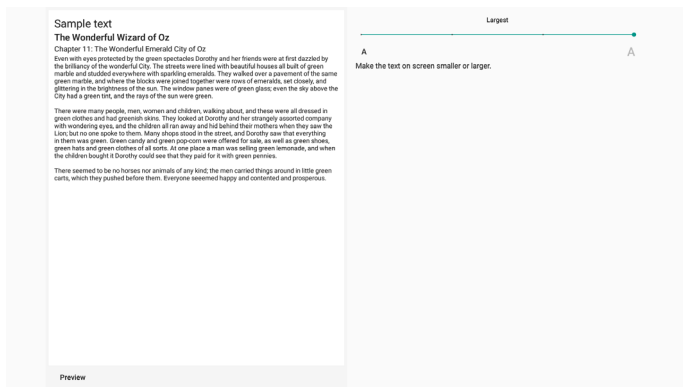 Sample text
The Wonderful Wizard of Oz
Chapter 11: The Wonderful Emerald City of Oz
Even with eyes protected by the green spectacles Dorothy and her friends were at first dazzled by
the brilliancy of the wonderful City. The streets were lined with beautiful houses all built of green
marble and studded everywhere with sparkling emeralds. They walked over a pavement of the same
green marble, and where the blocks were joined together were rows of emeralds, set closely, and
glittering in the brightness of the sun. The window panes were of green glass; even the sky above the
City had a green tint, and the rays of the sun were green.
There were many people, men, women and children, walking about, and these were all dressed in
green clothes and had greenish skins. They looked at Dorothy and her strangely assorted company
with wondering eyes, and the children all ran away and hid behind their mothers when they saw the
Lion; but no one spoke to them. Many shops stood in the street, and Dorothy saw that everything
in them was green. Green candy and green pop-corn were offered for sale, as well as green shoes,
green hats and green clothes of all sorts. At one place a man was selling green lemonade, and when
the children bought it Dorothy could see that they paid for it with green pennies.
There seemed to be no horses nor animals of any kind; the men carried things around in little green
carts, which they pushed before them. Everyone seeemed happy and contented and prosperous.
Preview
Largest
A A
Make the text on screen smaller or larger.